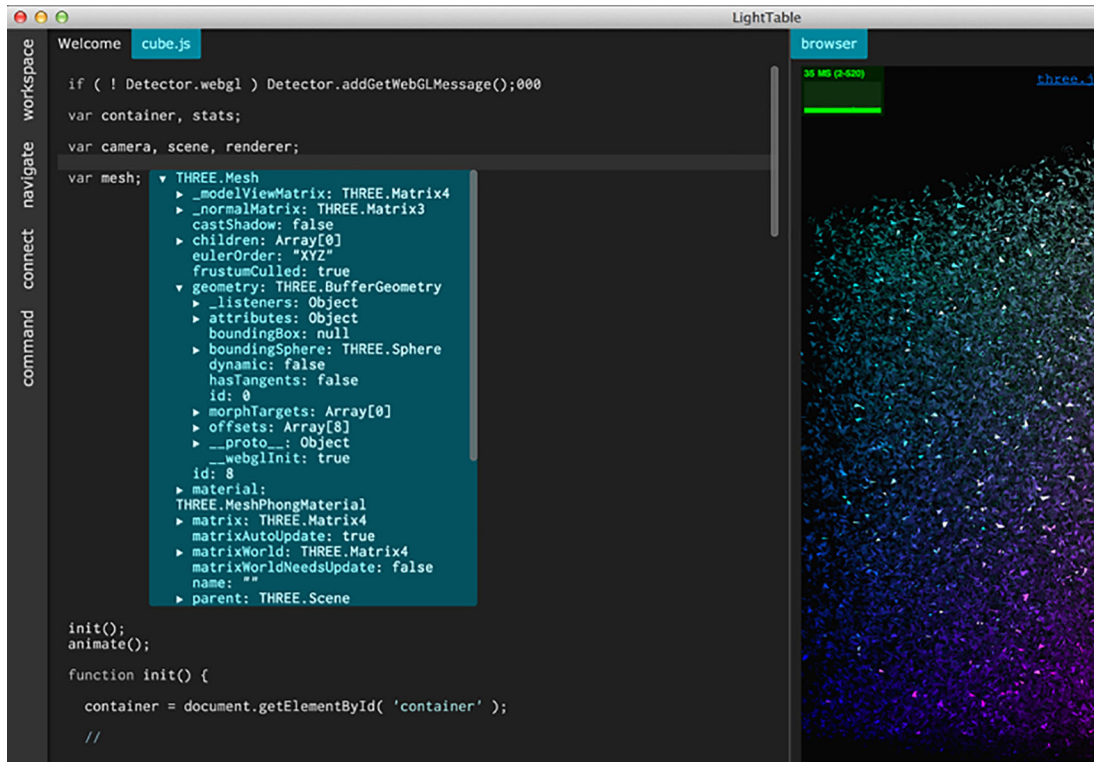 LightTable
workspace
navigate
connect
command
Welcome
cube.js
if ( ! Detector.webgl ) Detector.addGetWebGLMessage();000
var container, stats;
var camera, scene, renderer;
var mesh;
▼ THREE.Mesh
▶ _modelViewMatrix: THREE.Matrix4
▶ _normalMatrix: THREE.Matrix3
castShadow: false
▶ children: Array[0]
eulerOrder: "XYZ"
frustumCulled: true
▼ geometry: THREE.BufferGeometry
▶ _listeners: Object
▶ attributes: Object
boundingBox: null
▶ boundingSphere: THREE.Sphere
dynamic: false
hasTangents: false
id: 0
▶ morphTargets: Array[0]
▶ offsets: Array[8]
▶ __proto__: Object
__webglInit: true
id: 8
▶ material:
THREE.MeshPhongMaterial
▶ matrix: THREE.Matrix4
matrixAutoUpdate: true
▶ matrixWorld: THREE.Matrix4
matrixWorldNeedsUpdate: false
name: ""
▶ parent: THREE.Scene
init();
animate();
function init() {
container = document.getElementById( 'container' );
//
browser
35 MS (2-520)
three.j